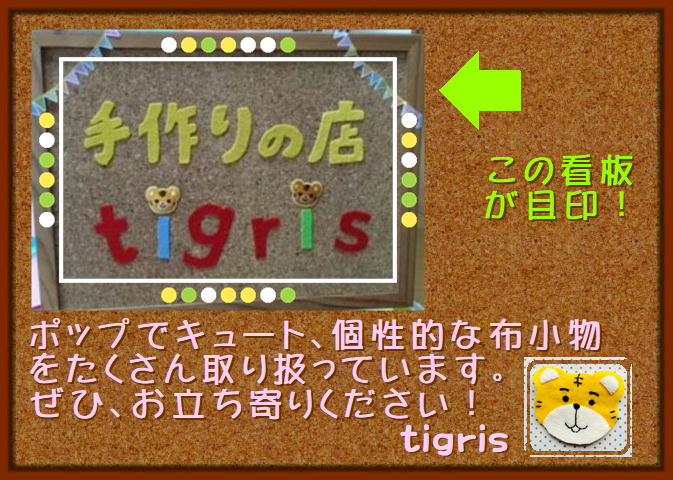 手作りの店
tigris
この看板
が目印！
ポップでキュート、個性的な布小物
をたくさん取り扱っています。
ぜひ、お立ち寄りください！
tigris